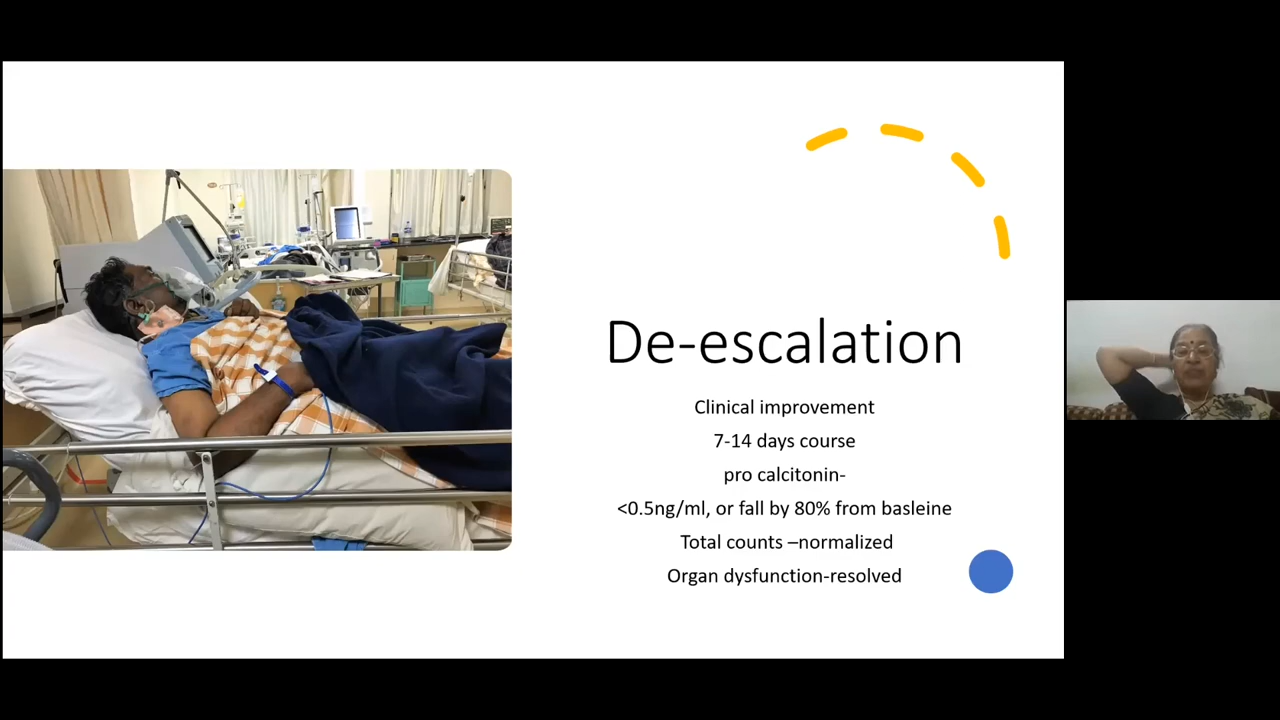 De-escalation
Clinical improvement
7-14 days course
pro calcitonin-
<0.5ng/ml, or fall by 80% from basleine
Total counts –normalized
Organ dysfunction-resolved